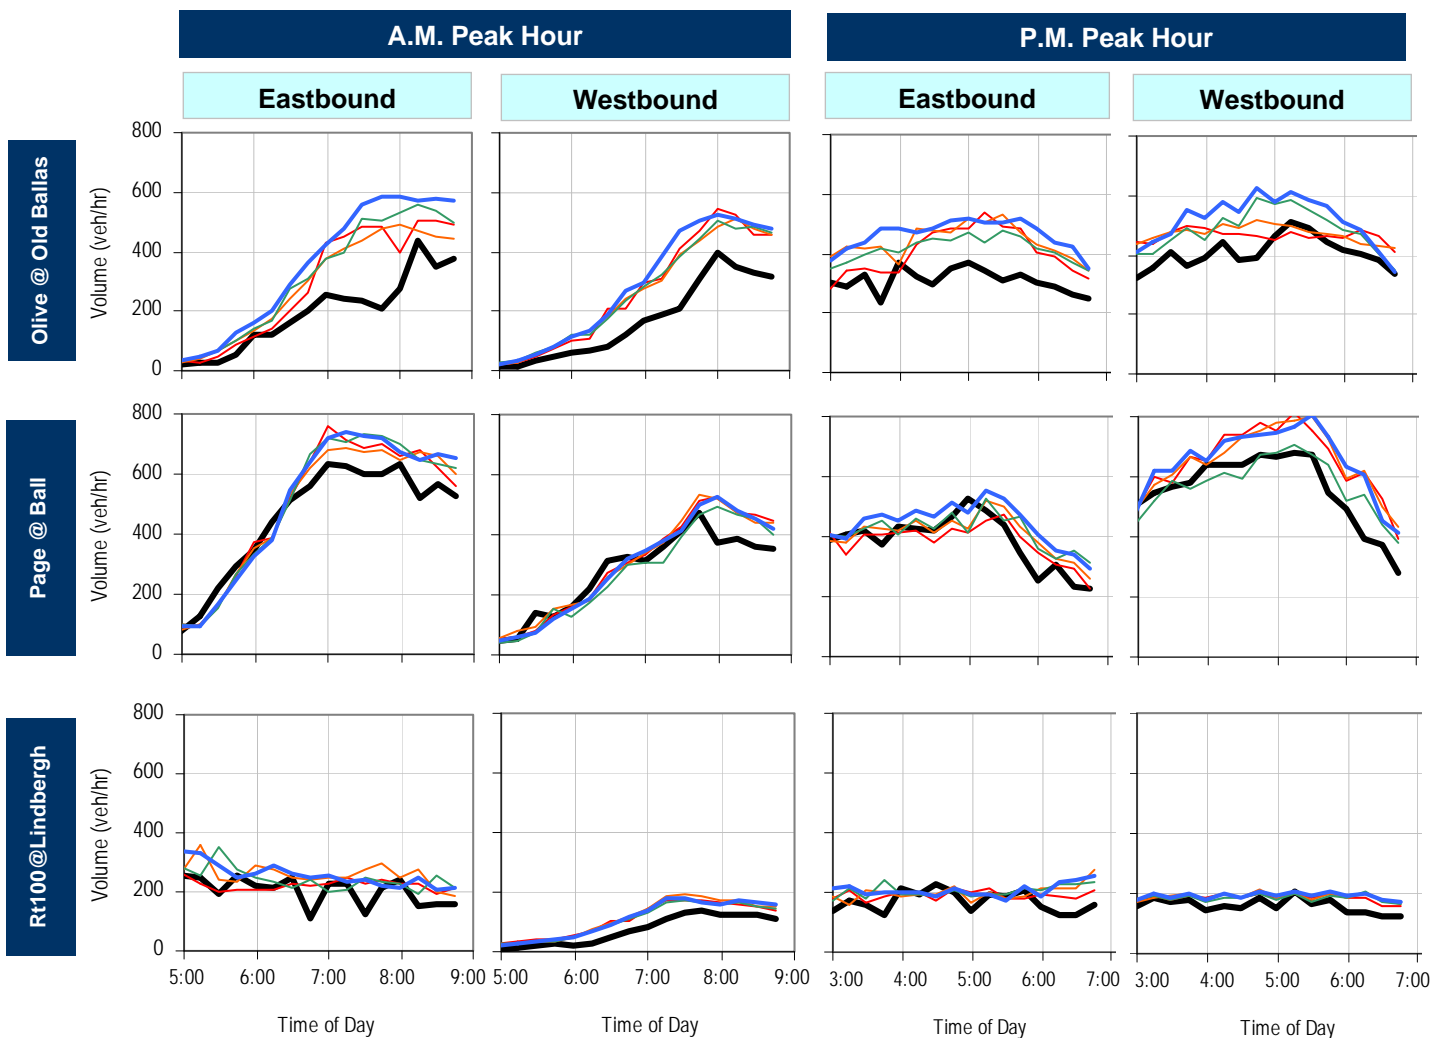 A.M. Peak Hour
P.M. Peak Hour
Eastbound
Westbound
Eastbound
Westbound
Olive @ Old Ballas
Volume (veh/hr)
800
600
400
200
0
Page @ Ball
Volume (veh/hr)
800
600
400
200
0
Rt100@Lindbergh
Volume (veh/hr)
800
600
400
200
0
5:00 6:00 7:00 8:00 9:00
5:00 6:00 7:00 8:00 9:00
3:00 4:00 5:00 6:00 7:00
3:00 4:00 5:00 6:00 7:00
Time of Day
Time of Day
Time of Day
Time of Day